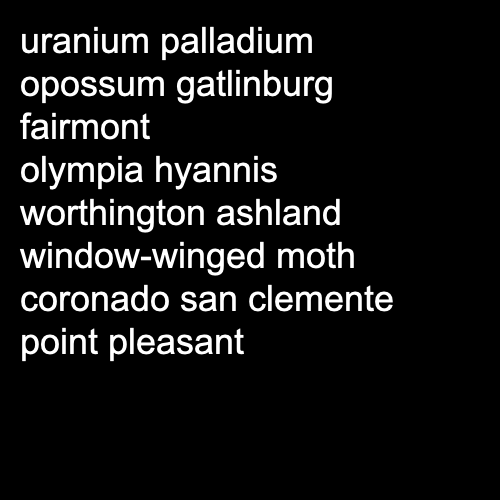 uranium palladium
opossum gatlinburg
fairmont
olympia hyannis
worthington ashland
window-winged moth
coronado san clemente
point pleasant